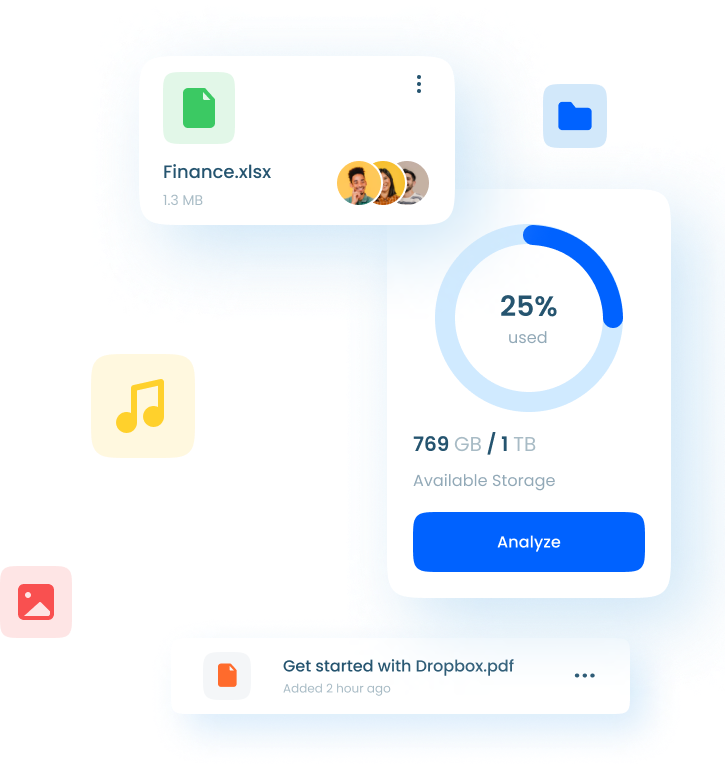 Finance.xlsx
1.3 MB
25%
used
769 GB / 1 TB
Available Storage
Analyze
Get started with Dropbox.pdf
Added 2 hour ago